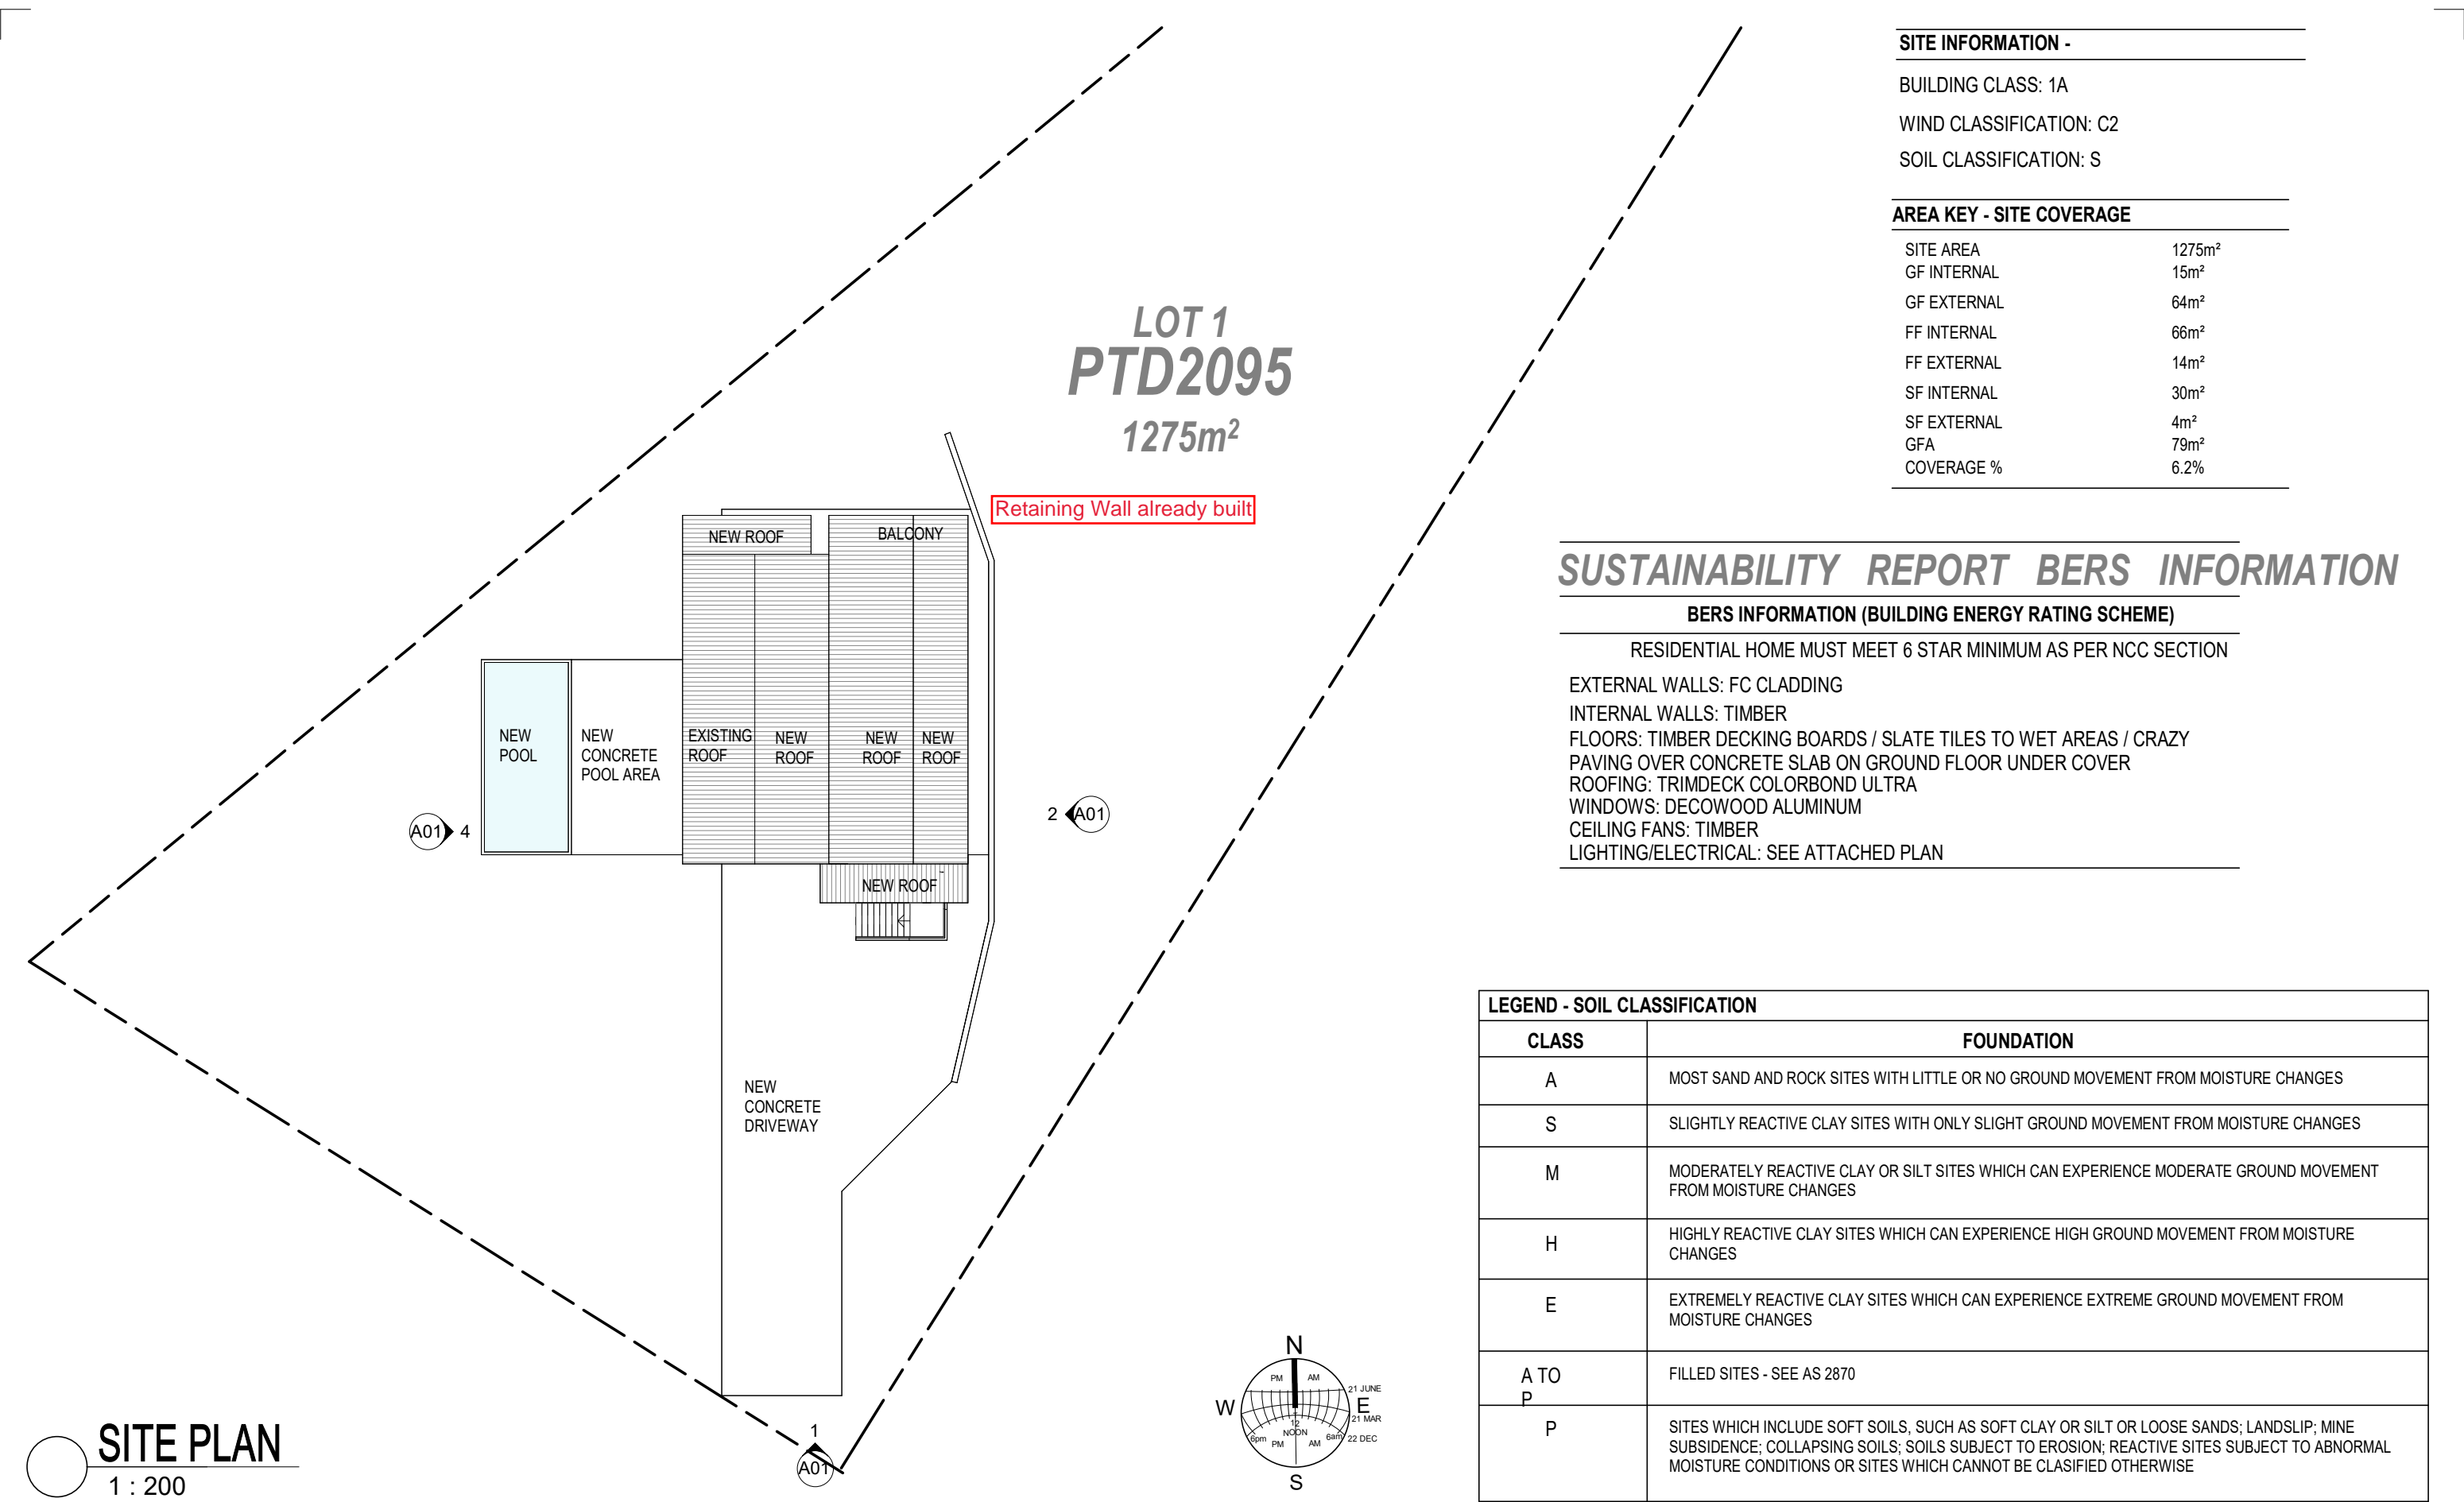 SITE INFORMATION -
BUILDING CLASS: 1A
WIND CLASSIFICATION: C2
SOIL CLASSIFICATION: S
AREA KEY - SITE COVERAGE
SITE AREA 1275m²
GF INTERNAL 15m²
GF EXTERNAL 64m²
FF INTERNAL 66m²
FF EXTERNAL 14m²
SF INTERNAL 30m²
SF EXTERNAL 4m²
GFA 79m²
COVERAGE % 6.2%
LOT 1
PTD2095
1275m²
Retaining Wall already built
NEW ROOF
BALCONY
NEW
POOL
NEW
CONCRETE
POOL AREA
EXISTING
ROOF
NEW
ROOF
NEW
ROOF
NEW
ROOF
A01 4
2 A01
NEW ROOF
NEW
CONCRETE
DRIVEWAY
1
A01
SUSTAINABILITY REPORT BERS INFORMATION
BERS INFORMATION (BUILDING ENERGY RATING SCHEME)
RESIDENTIAL HOME MUST MEET 6 STAR MINIMUM AS PER NCC SECTION
EXTERNAL WALLS: FC CLADDING
INTERNAL WALLS: TIMBER
FLOORS: TIMBER DECKING BOARDS / SLATE TILES TO WET AREAS / CRAZY
PAVING OVER CONCRETE SLAB ON GROUND FLOOR UNDER COVER
ROOFING: TRIMDECK COLORBOND ULTRA
WINDOWS: DECOWOOD ALUMINUM
CEILING FANS: TIMBER
LIGHTING/ELECTRICAL: SEE ATTACHED PLAN
LEGEND - SOIL CLASSIFICATION
CLASS FOUNDATION
A MOST SAND AND ROCK SITES WITH LITTLE OR NO GROUND MOVEMENT FROM MOISTURE CHANGES
S SLIGHTLY REACTIVE CLAY SITES WITH ONLY SLIGHT GROUND MOVEMENT FROM MOISTURE CHANGES
M MODERATELY REACTIVE CLAY OR SILT SITES WHICH CAN EXPERIENCE MODERATE GROUND MOVEMENT
FROM MOISTURE CHANGES
H HIGHLY REACTIVE CLAY SITES WHICH CAN EXPERIENCE HIGH GROUND MOVEMENT FROM MOISTURE
CHANGES
E EXTREMELY REACTIVE CLAY SITES WHICH CAN EXPERIENCE EXTREME GROUND MOVEMENT FROM
MOISTURE CHANGES
A TO
P
FILLED SITES - SEE AS 2870
P SITES WHICH INCLUDE SOFT SOILS, SUCH AS SOFT CLAY OR SILT OR LOOSE SANDS; LANDSLIP; MINE
SUBSIDENCE; COLLAPSING SOILS; SOILS SUBJECT TO EROSION; REACTIVE SITES SUBJECT TO ABNORMAL
MOISTURE CONDITIONS OR SITES WHICH CANNOT BE CLASIFIED OTHERWISE
N
PM AM
21 JUNE
W E
21 MAR
12
NOON
6pm 6am 22 DEC
PM AM
S
SITE PLAN
1 : 200